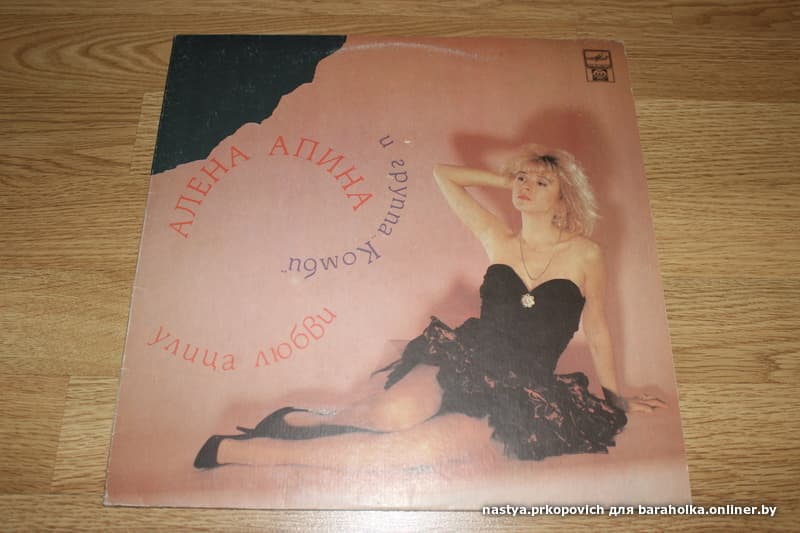 АЛЕНА АПИНА
и группа „Комби"
улица любви
nastya.prkopovich для baraholka.onliner.by